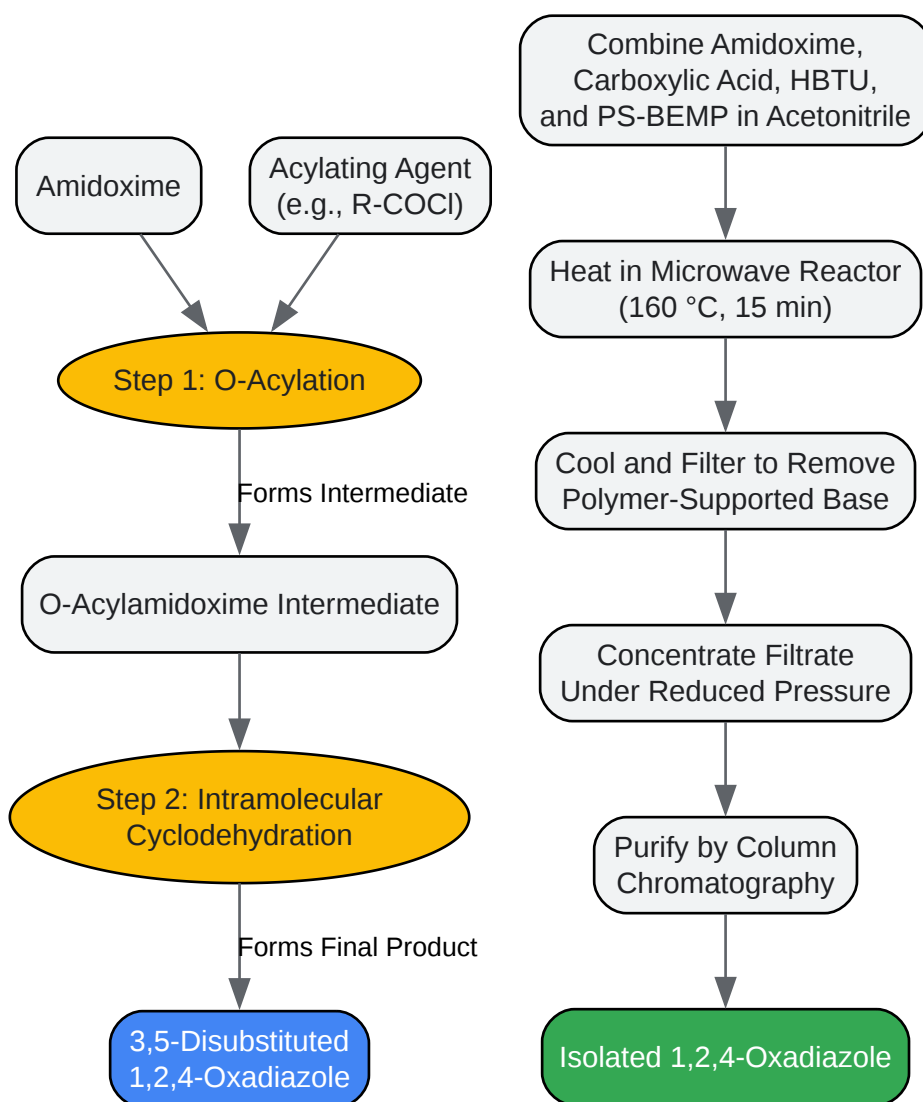 Amidoxime
Acylating Agent
(e.g., R-COCl)
Step 1: O-Acylation
Forms Intermediate
O-Acylamidoxime Intermediate
Step 2: Intramolecular
Cyclodehydration
Forms Final Product
3,5-Disubstituted
1,2,4-Oxadiazole
Combine Amidoxime,
Carboxylic Acid, HBTU,
and PS-BEMP in Acetonitrile
Heat in Microwave Reactor
(160 °C, 15 min)
Cool and Filter to Remove
Polymer-Supported Base
Concentrate Filtrate
Under Reduced Pressure
Purify by Column
Chromatography
Isolated 1,2,4-Oxadiazole